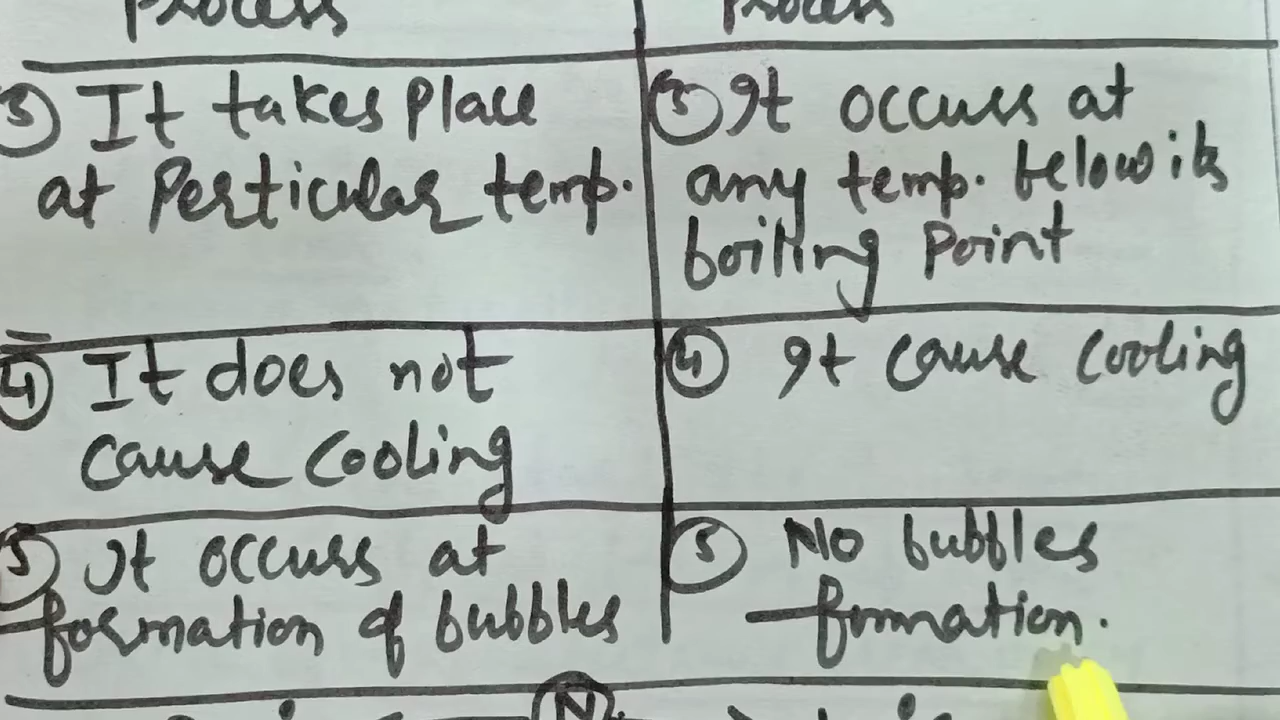 Process
Process
③ It takes place
at Perticular temp.
③ It occurs at
any temp. below its
boiling Point
④ It does not
cause cooling
④ It cause cooling
⑤ It occurs at
formation of bubbles
⑤ No bubbles
formation.
N